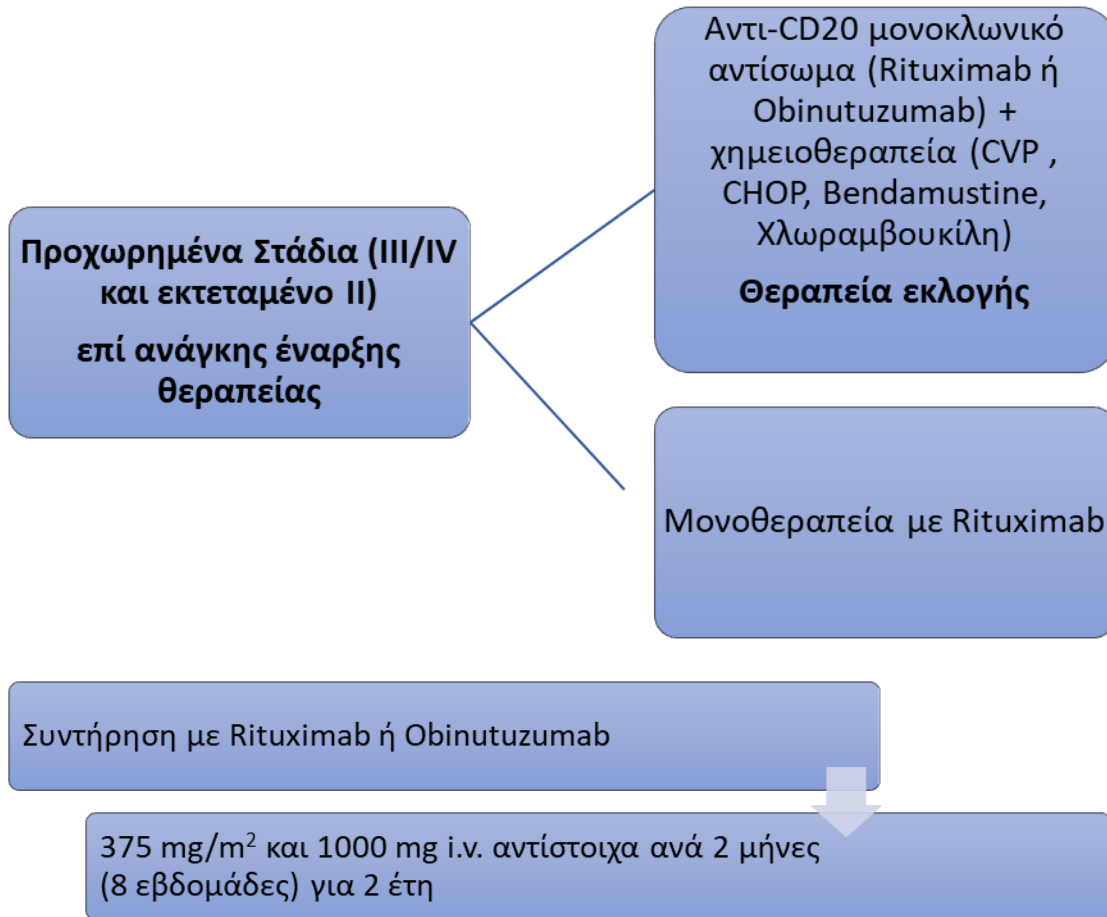 Αντι-CD20 μονοκλωνικό
αντίσωμα (Rituximab ή
Obinutuzumab) +
χημειοθεραπεία (CVP ,
CHOP, Bendamustine,
Χλωραμβουκίλη)
Θεραπεία εκλογής
Προχωρημένα Στάδια (III/IV
και εκτεταμένο II)
επί ανάγκης έναρξης
θεραπείας
Μονοθεραπεία με Rituximab
Συντήρηση με Rituximab ή Obinutuzumab
375 mg/m² και 1000 mg i.v. αντίστοιχα ανά 2 μήνες
(8 εβδομάδες) για 2 έτη